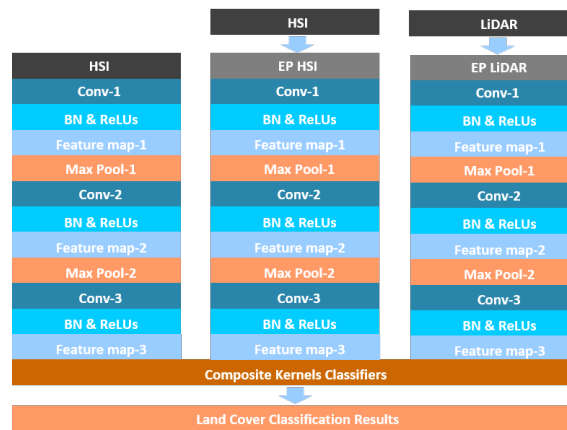 HSI
LiDAR
HSI
EP HSI
EP LiDAR
Conv-1
Conv-1
Conv-1
BN & ReLUs
BN & ReLUs
BN & ReLUs
Feature map-1
Feature map-1
Feature map-1
Max Pool-1
Max Pool-1
Max Pool-1
Conv-2
Conv-2
Conv-2
BN & ReLUs
BN & ReLUs
BN & ReLUs
Feature map-2
Feature map-2
Feature map-2
Max Pool-2
Max Pool-2
Max Pool-2
Conv-3
Conv-3
Conv-3
BN & ReLUs
BN & ReLUs
BN & ReLUs
Feature map-3
Feature map-3
Feature map-3
Composite Kernels Classifiers
Land Cover Classification Results